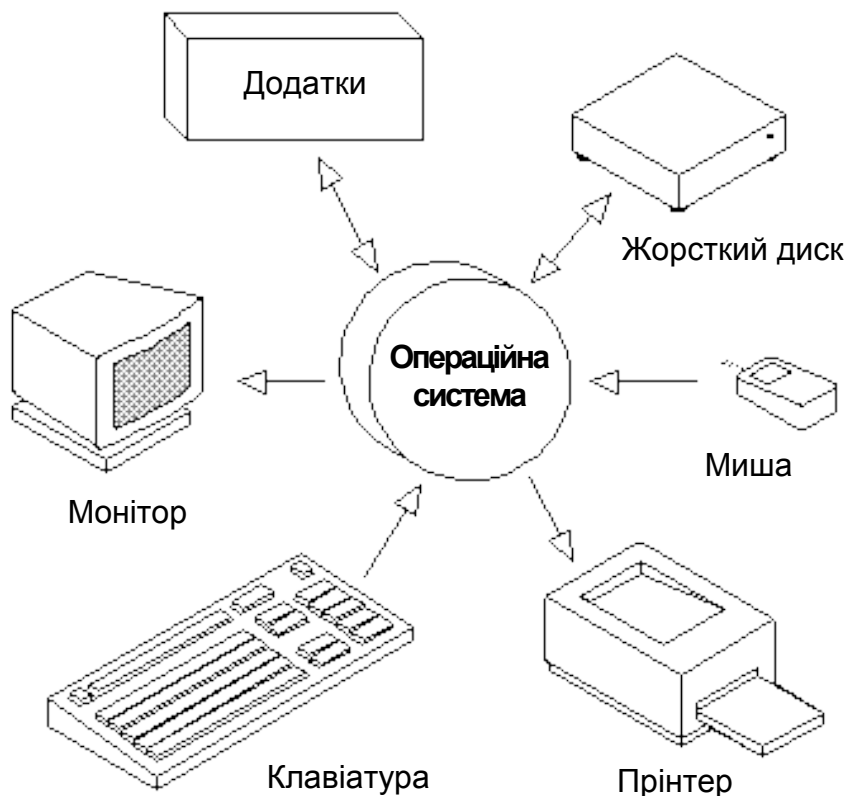 Додатки
Жорсткий диск
Операційна
система
Миша
Монітор
Клавіатура
Прінтер